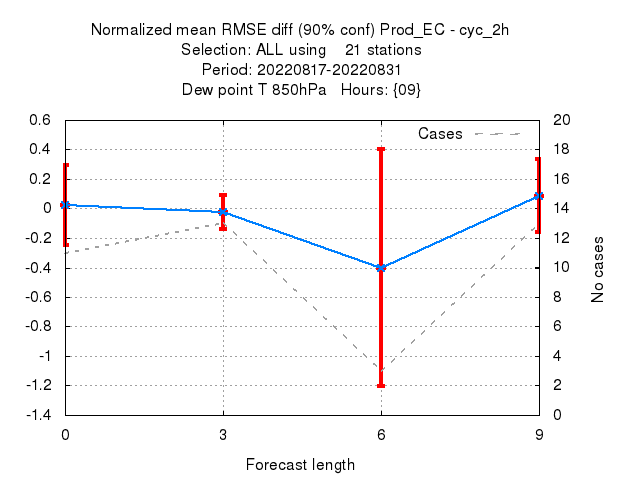 Normalized mean RMSE diff (90% conf) Prod_EC - cyc_2h
Selection: ALL using    21 stations
Period: 20220817-20220831
Dew point T 850hPa   Hours: {09}
Cases
0.6
0.4
0.2
0
-0.2
-0.4
-0.6
-0.8
-1
-1.2
-1.4
20
18
16
14
12
10
8
6
4
2
0
No cases
0 3 6 9
Forecast length